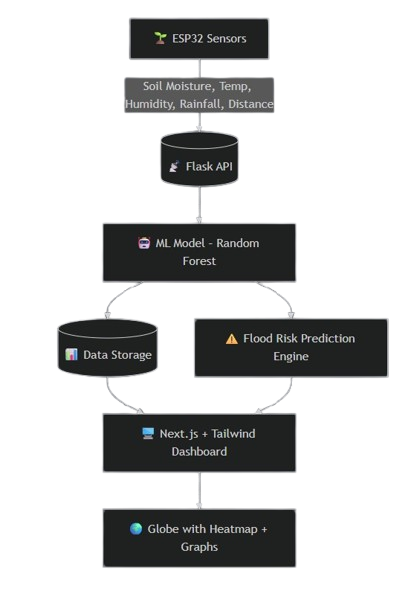 🌱 ESP32 Sensors
Soil Moisture, Temp,
Humidity, Rainfall, Distance
📡 Flask API
🤖 ML Model - Random
Forest
📊 Data Storage
⚠️ Flood Risk Prediction
Engine
🖥️ Next.js + Tailwind
Dashboard
🌍 Globe with Heatmap +
Graphs